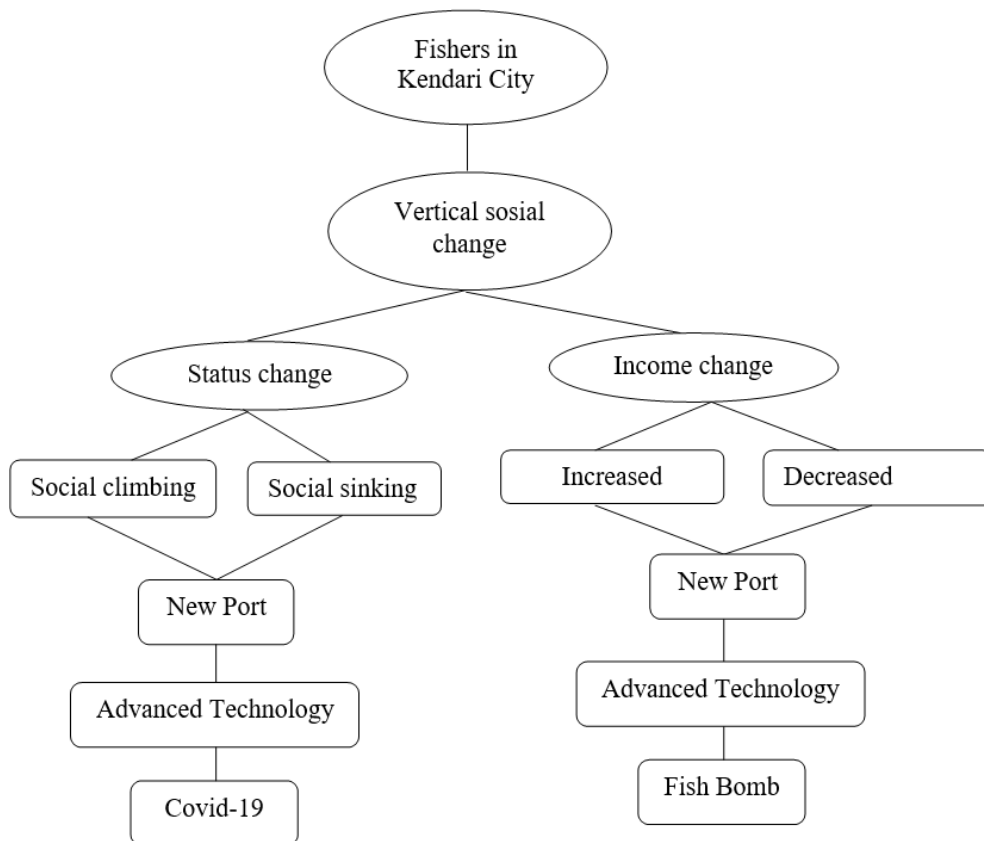 Fishers in
Kendari City
Vertical sosial
change
Status change
Income change
Social climbing
Social sinking
Increased
Decreased
New Port
New Port
Advanced Technology
Advanced Technology
Covid-19
Fish Bomb